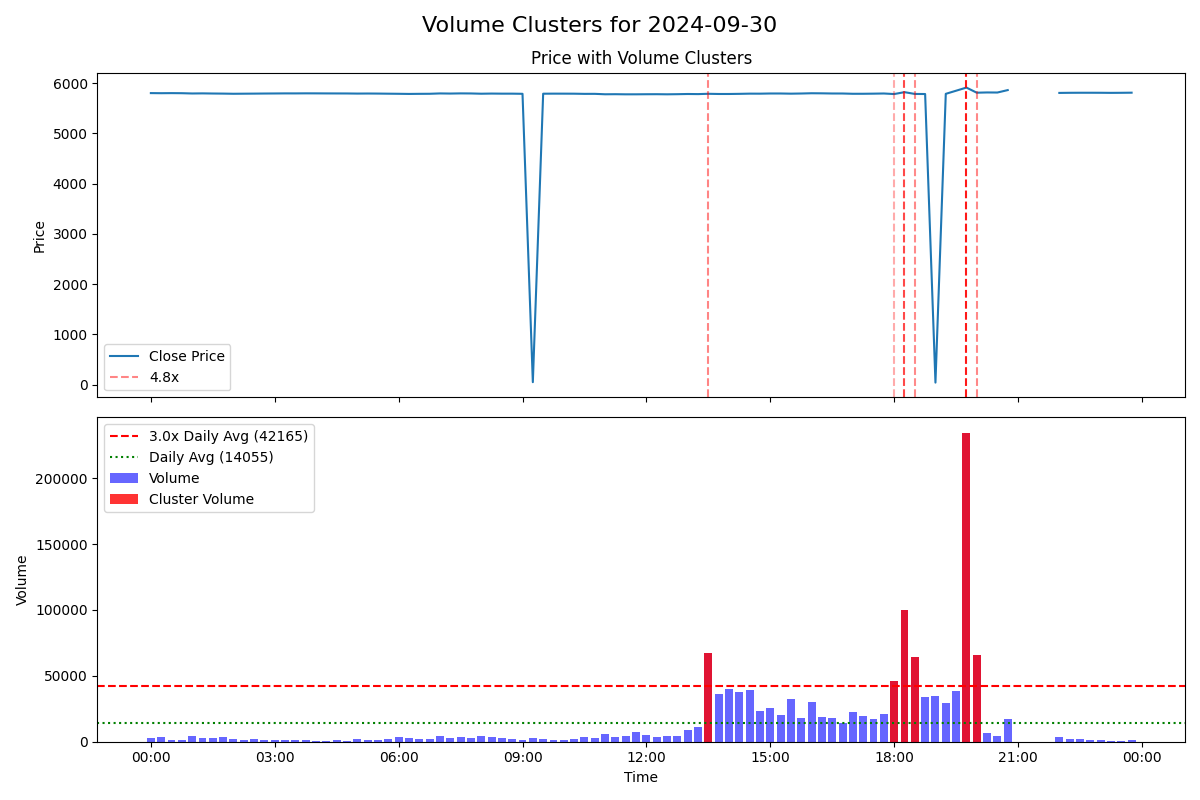 Volume Clusters for 2024-09-30
Price with Volume Clusters
6000
5000
4000
3000
2000
1000
0
Price
Close Price
4.8x
3.0x Daily Avg (42165)
Daily Avg (14055)
Volume
Cluster Volume
200000
150000
100000
50000
0
Volume
00:00 03:00 06:00 09:00 12:00 15:00 18:00 21:00 00:00
Time